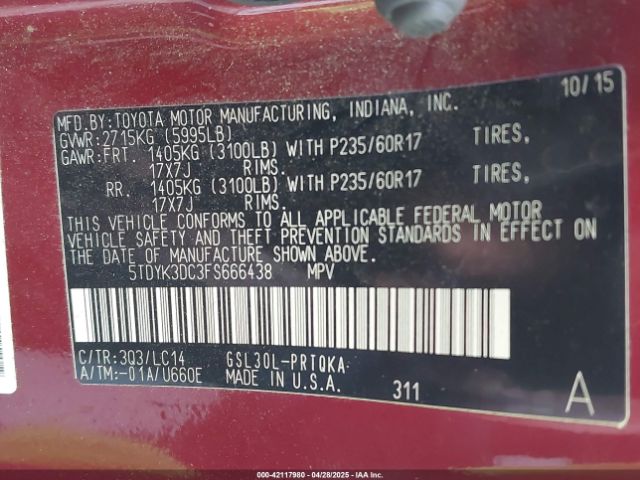 10/15
MFD.BY:TOYOTA MOTOR MANUFACTURING, INDIANA, INC.
GVWR:2715KG (5995LB)
GAWR:FRT. 1405KG (3100LB) WITH P235/60R17 TIRES,
17X7J RIMS.
RR. 1405KG (3100LB) WITH P235/60R17 TIRES,
17X7J RIMS.
THIS VEHICLE CONFORMS TO ALL APPLICABLE FEDERAL MOTOR
VEHICLE SAFETY AND THEFT PREVENTION STANDARDS IN EFFECT ON
THE DATE OF MANUFACTURE SHOWN ABOVE.
5TDYK3DC3FS666438 MPV
C/TR:3Q3/LC14 GSL30L-PRTQKA
A/TM:-01A/U660E MADE IN U.S.A. 311 A
000-42117980 - 04/28/2025 - IAAI.COM